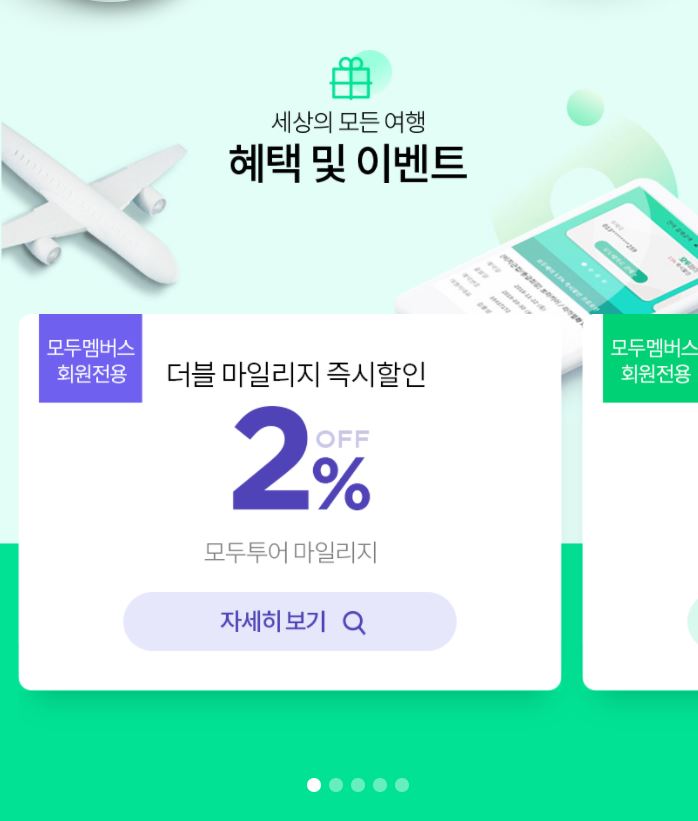 세상의 모든 여행
혜택 및 이벤트
모두멤버스
회원전용
더블 마일리지 즉시할인
2% OFF
모두투어 마일리지
자세히 보기
모두멤버스
회원전용